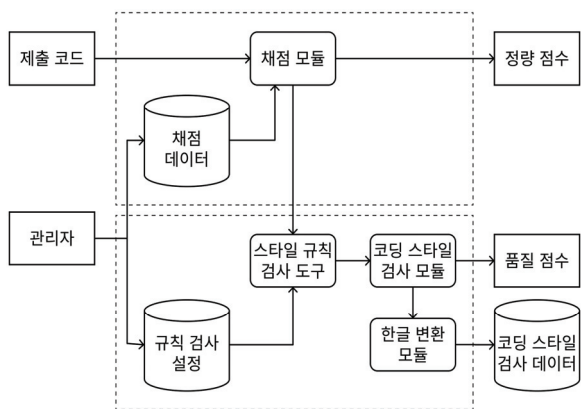 제출 코드
채점 모듈
정량 점수
채점
데이터
관리자
스타일 규칙
검사 도구
코딩 스타일
검사 모듈
품질 점수
규칙 검사
설정
한글 변환
모듈
코딩 스타일
검사 데이터